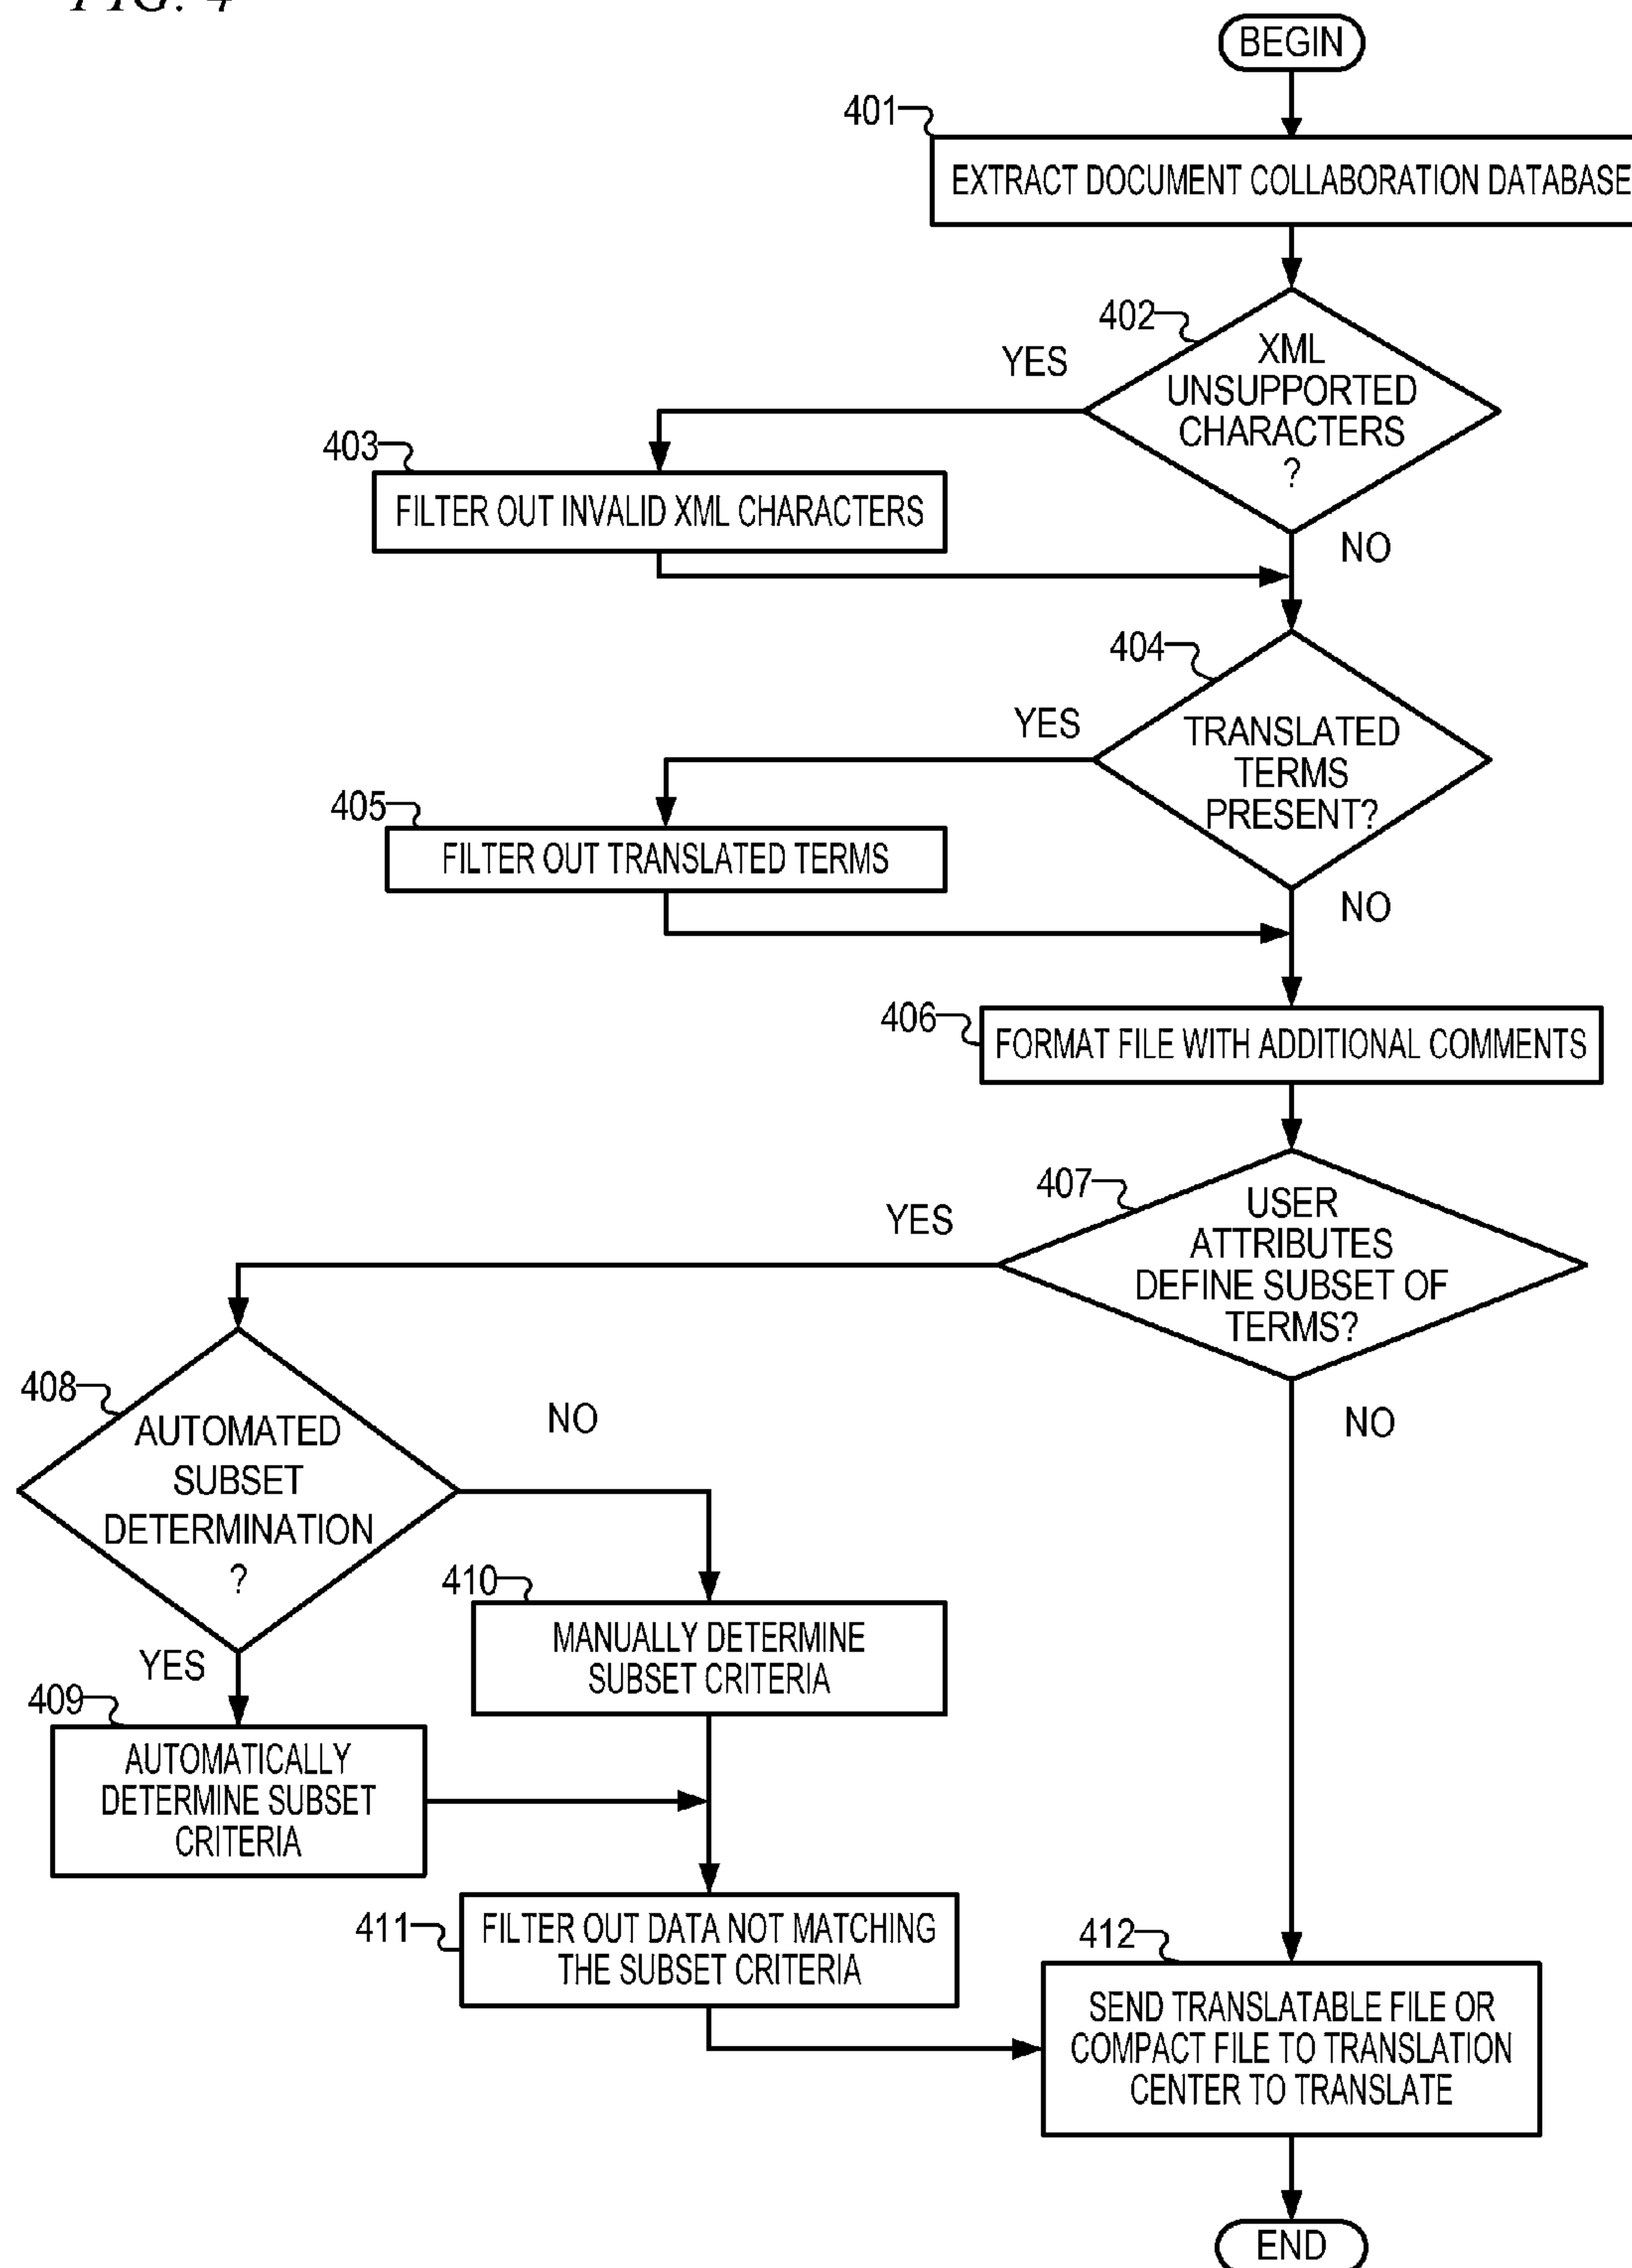 FIG. 4
BEGIN
401
EXTRACT DOCUMENT COLLABORATION DATABASE
402
XML
UNSUPPORTED
CHARACTERS
?
YES
NO
403
FILTER OUT INVALID XML CHARACTERS
404
TRANSLATED
TERMS
PRESENT?
YES
NO
405
FILTER OUT TRANSLATED TERMS
406
FORMAT FILE WITH ADDITIONAL COMMENTS
407
USER
ATTRIBUTES
DEFINE SUBSET OF
TERMS?
YES
NO
408
AUTOMATED
SUBSET
DETERMINATION
?
NO
YES
410
MANUALLY DETERMINE
SUBSET CRITERIA
409
AUTOMATICALLY
DETERMINE SUBSET
CRITERIA
411
FILTER OUT DATA NOT MATCHING
THE SUBSET CRITERIA
412
SEND TRANSLATABLE FILE OR
COMPACT FILE TO TRANSLATION
CENTER TO TRANSLATE
END